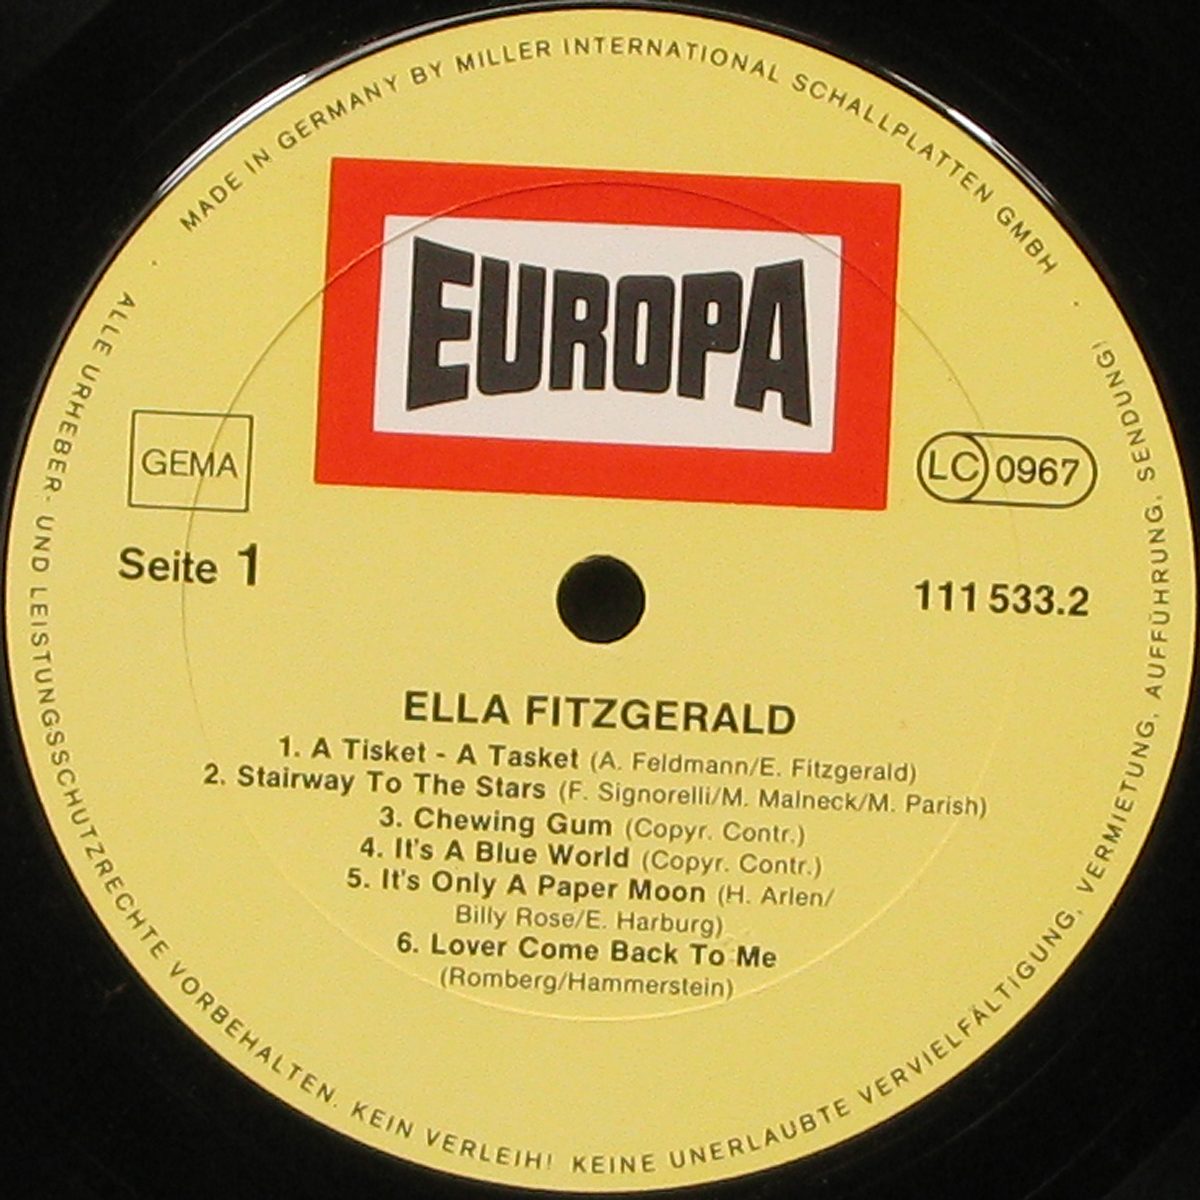 MADE IN GERMANY BY MILLER INTERNATIONAL SCHALLPLATTEN GMBH
EUROPA
GEMA
LC 0967
Seite 1
111 533.2
ELLA FITZGERALD
1. A Tisket - A Tasket (A. Feldmann/E. Fitzgerald)
2. Stairway To The Stars (F. Signorelli/M. Malneck/M. Parish)
3. Chewing Gum (Copyr. Contr.)
4. It's A Blue World (Copyr. Contr.)
5. It's Only A Paper Moon (H. Arlen/
Billy Rose/E. Harburg)
6. Lover Come Back To Me
(Romberg/Hammerstein)
ALLE URHEBER- UND LEISTUNGSSCHUTZRECHTE VORBEHALTEN. KEIN VERLEIH! KEINE UNERLAUBTE VERVIELFÄLTIGUNG, VERMIETUNG, AUFFÜHRUNG, SENDUNG!